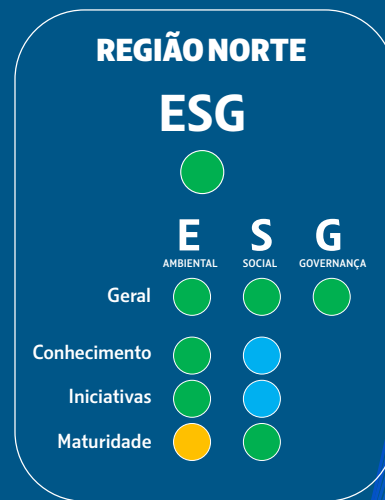 REGIÃO NORTE
ESG
E S G
AMBIENTAL SOCIAL GOVERNANÇA
Geral
Conhecimento
Iniciativas
Maturidade